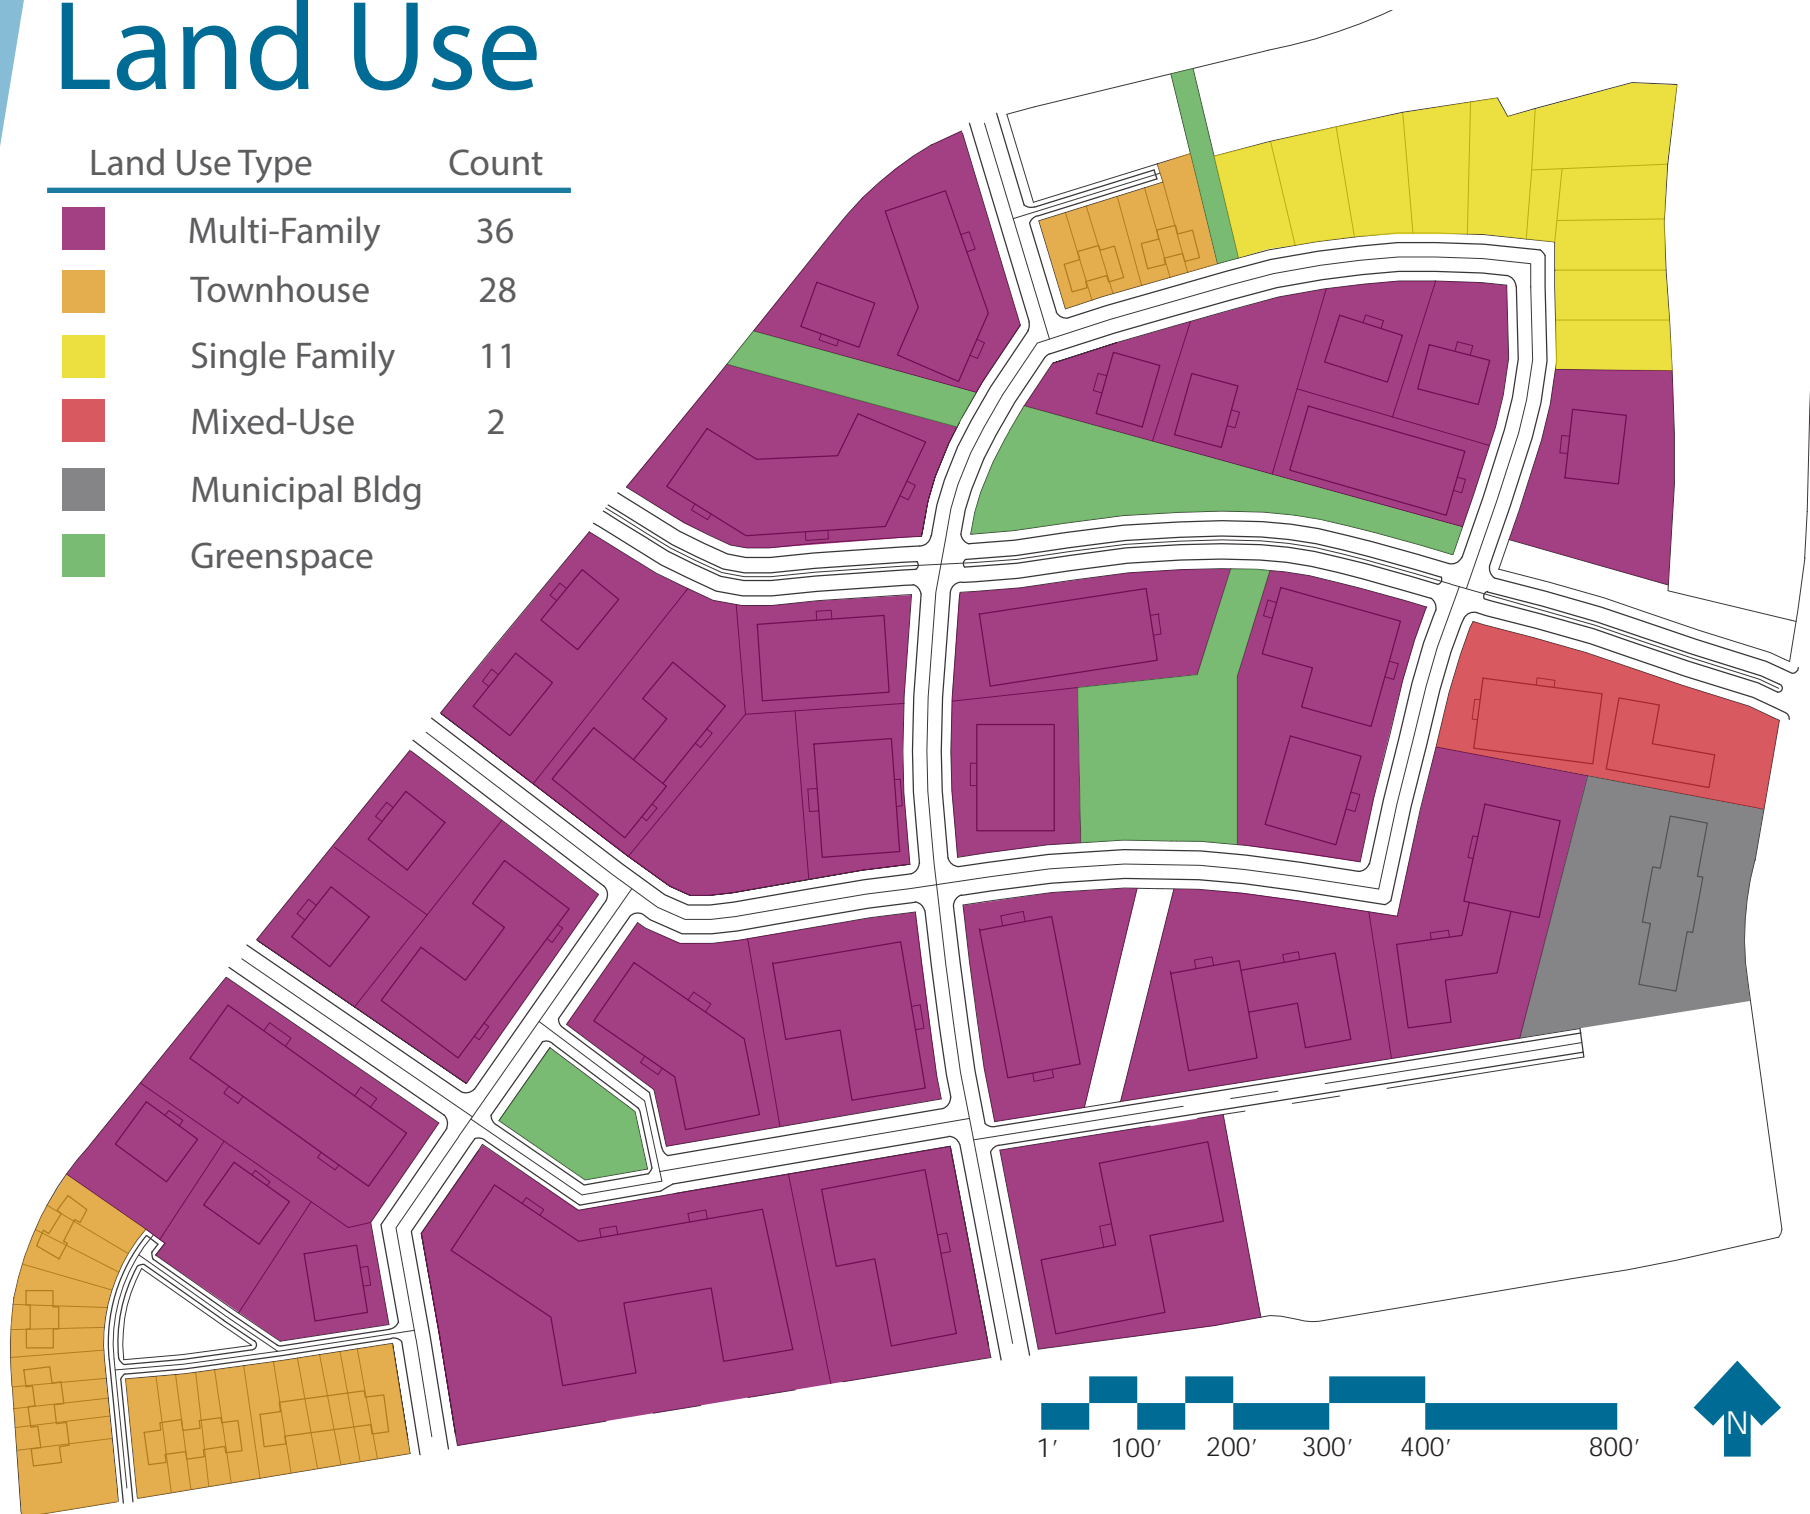 Land Use
Land Use Type Count
Multi-Family 36
Townhouse 28
Single Family 11
Mixed-Use 2
Municipal Bldg
Greenspace
1' 100' 200' 300' 400' 800'
N